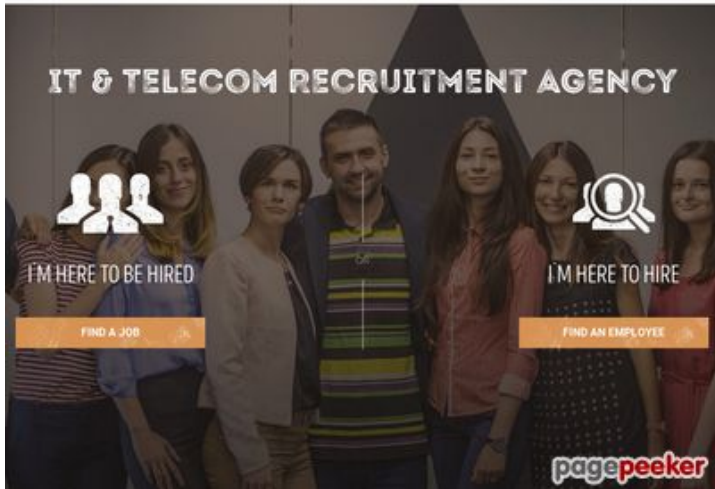 IT & TELECOM RECRUITMENT AGENCY
I'M HERE TO BE HIRED
FIND A JOB
I'M HERE TO HIRE
FIND AN EMPLOYEE
pagepeeker